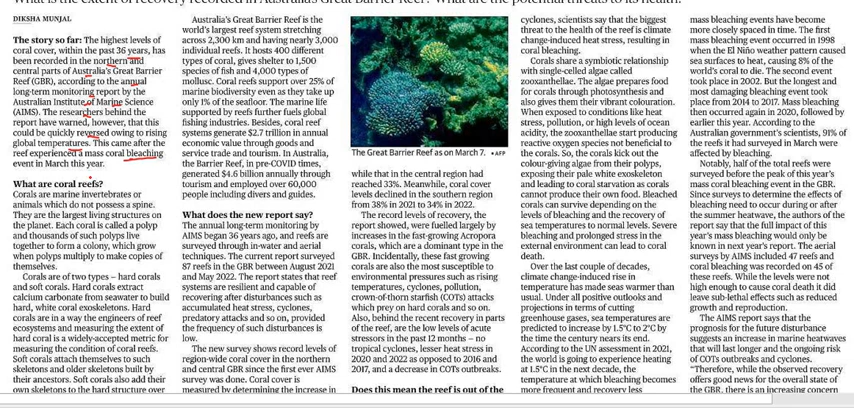 DIKSHA MUNJAL
The story so far: The highest levels of
coral cover, within the past 36 years, has
been recorded in the northern and
central parts of Australia's Great Barrier
Reef (GBR), according to the annual
long-term monitoring report by the
Australian Institute of Marine Science
(AIMS). The researchers behind the
report have warned, however, that this
could be quickly reversed owing to rising
global temperatures. This came after the
reef experienced a mass coral bleaching
event in March this year.
What are coral reefs?
Corals are marine invertebrates or
animals which do not possess a spine.
They are the largest living structures on
the planet. Each coral is called a polyp
and thousands of such polyps live
together to form a colony, which grow
when polyps multiply to make copies of
themselves.
Corals are of two types – hard corals
and soft corals. Hard corals extract
calcium carbonate from seawater to build
hard, white coral exoskeletons. Hard
corals are in a way the engineers of reef
ecosystems and measuring the extent of
hard coral is a widely-accepted metric for
measuring the condition of coral reefs.
Soft corals attach themselves to such
skeletons and older skeletons built by
their ancestors. Soft corals also add their
own skeletons to the hard structure over
Australia's Great Barrier Reef is the
world's largest reef system stretching
across 2,300 km and having nearly 3,000
individual reefs. It hosts 400 different
types of coral, gives shelter to 1,500
species of fish and 4,000 types of
mollusc. Coral reefs support over 25% of
marine biodiversity even as they take up
only 1% of the seafloor. The marine life
supported by reefs further fuels global
fishing industries. Besides, coral reef
systems generate $2.7 trillion in annual
economic value through goods and
service trade and tourism. In Australia,
the Barrier Reef, in pre-COVID times,
generated $4.6 billion annually through
tourism and employed over 60,000
people including divers and guides.
What does the new report say?
The annual long-term monitoring by
AIMS began 36 years ago, and reefs are
surveyed through in-water and aerial
techniques. The current report surveyed
87 reefs in the GBR between August 2021
and May 2022. The report states that reef
systems are resilient and capable of
recovering after disturbances such as
accumulated heat stress, cyclones,
predatory attacks and so on, provided
the frequency of such disturbances is
low.
The new survey shows record levels of
region-wide coral cover in the northern
and central GBR since the first ever AIMS
survey was done. Coral cover is
measured by determining the increase in
The Great Barrier Reef as on March 7. • AFP
while that in the central region had
reached 33%. Meanwhile, coral cover
levels declined in the southern region
from 38% in 2021 to 34% in 2022.
The record levels of recovery, the
report showed, were fuelled largely by
increases in the fast-growing Acropora
corals, which are a dominant type in the
GBR. Incidentally, these fast growing
corals are also the most susceptible to
environmental pressures such as rising
temperatures, cyclones, pollution,
crown-of-thorn starfish (COTs) attacks
which prey on hard corals and so on.
Also, behind the recent recovery in parts
of the reef, are the low levels of acute
stressors in the past 12 months – no
tropical cyclones, lesser heat stress in
2020 and 2022 as opposed to 2016 and
2017, and a decrease in COTs outbreaks.
Does this mean the reef is out of the
cyclones, scientists say that the biggest
threat to the health of the reef is climate
change-induced heat stress, resulting in
coral bleaching.
Corals share a symbiotic relationship
with single-celled algae called
zooxanthellae. The algae prepares food
for corals through photosynthesis and
also gives them their vibrant colouration.
When exposed to conditions like heat
stress, pollution, or high levels of ocean
acidity, the zooxanthellae start producing
reactive oxygen species not beneficial to
the corals. So, the corals kick out the
colour-giving algae from their polyps,
exposing their pale white exoskeleton
and leading to coral starvation as corals
cannot produce their own food. Bleached
corals can survive depending on the
levels of bleaching and the recovery of
sea temperatures to normal levels. Severe
bleaching and prolonged stress in the
external environment can lead to coral
death.
Over the last couple of decades,
climate change-induced rise in
temperature has made seas warmer than
usual. Under all positive outlooks and
projections in terms of cutting
greenhouse gases, sea temperatures are
predicted to increase by 1.5°C to 2°C by
the time the century nears its end.
According to the UN assessment in 2021,
the world is going to experience heating
at 1.5°C in the next decade, the
temperature at which bleaching becomes
more frequent and recovery less
mass bleaching events have become
more closely spaced in time. The first
mass bleaching event occurred in 1998
when the El Niño weather pattern caused
sea surfaces to heat, causing 8% of the
world's coral to die. The second event
took place in 2002. But the longest and
most damaging bleaching event took
place from 2014 to 2017. Mass bleaching
then occurred again in 2020, followed by
earlier this year. According to the
Australian government's scientists, 91% of
the reefs it had surveyed in March were
affected by bleaching.
Notably, half of the total reefs were
surveyed before the peak of this year's
mass coral bleaching event in the GBR.
Since surveys to determine the effects of
bleaching need to occur during or after
the summer heatwave, the authors of the
report say that the full impact of this
year's mass bleaching would only be
known in next year's report. The aerial
surveys by AIMS included 47 reefs and
coral bleaching was recorded on 45 of
these reefs. While the levels were not
high enough to cause coral death it did
leave sub-lethal effects such as reduced
growth and reproduction.
The AIMS report says that the
prognosis for the future disturbance
suggests an increase in marine heatwaves
that will last longer and the ongoing risk
of COTs outbreaks and cyclones.
"Therefore, while the observed recovery
offers good news for the overall state of
the GBR, there is an increasing concern